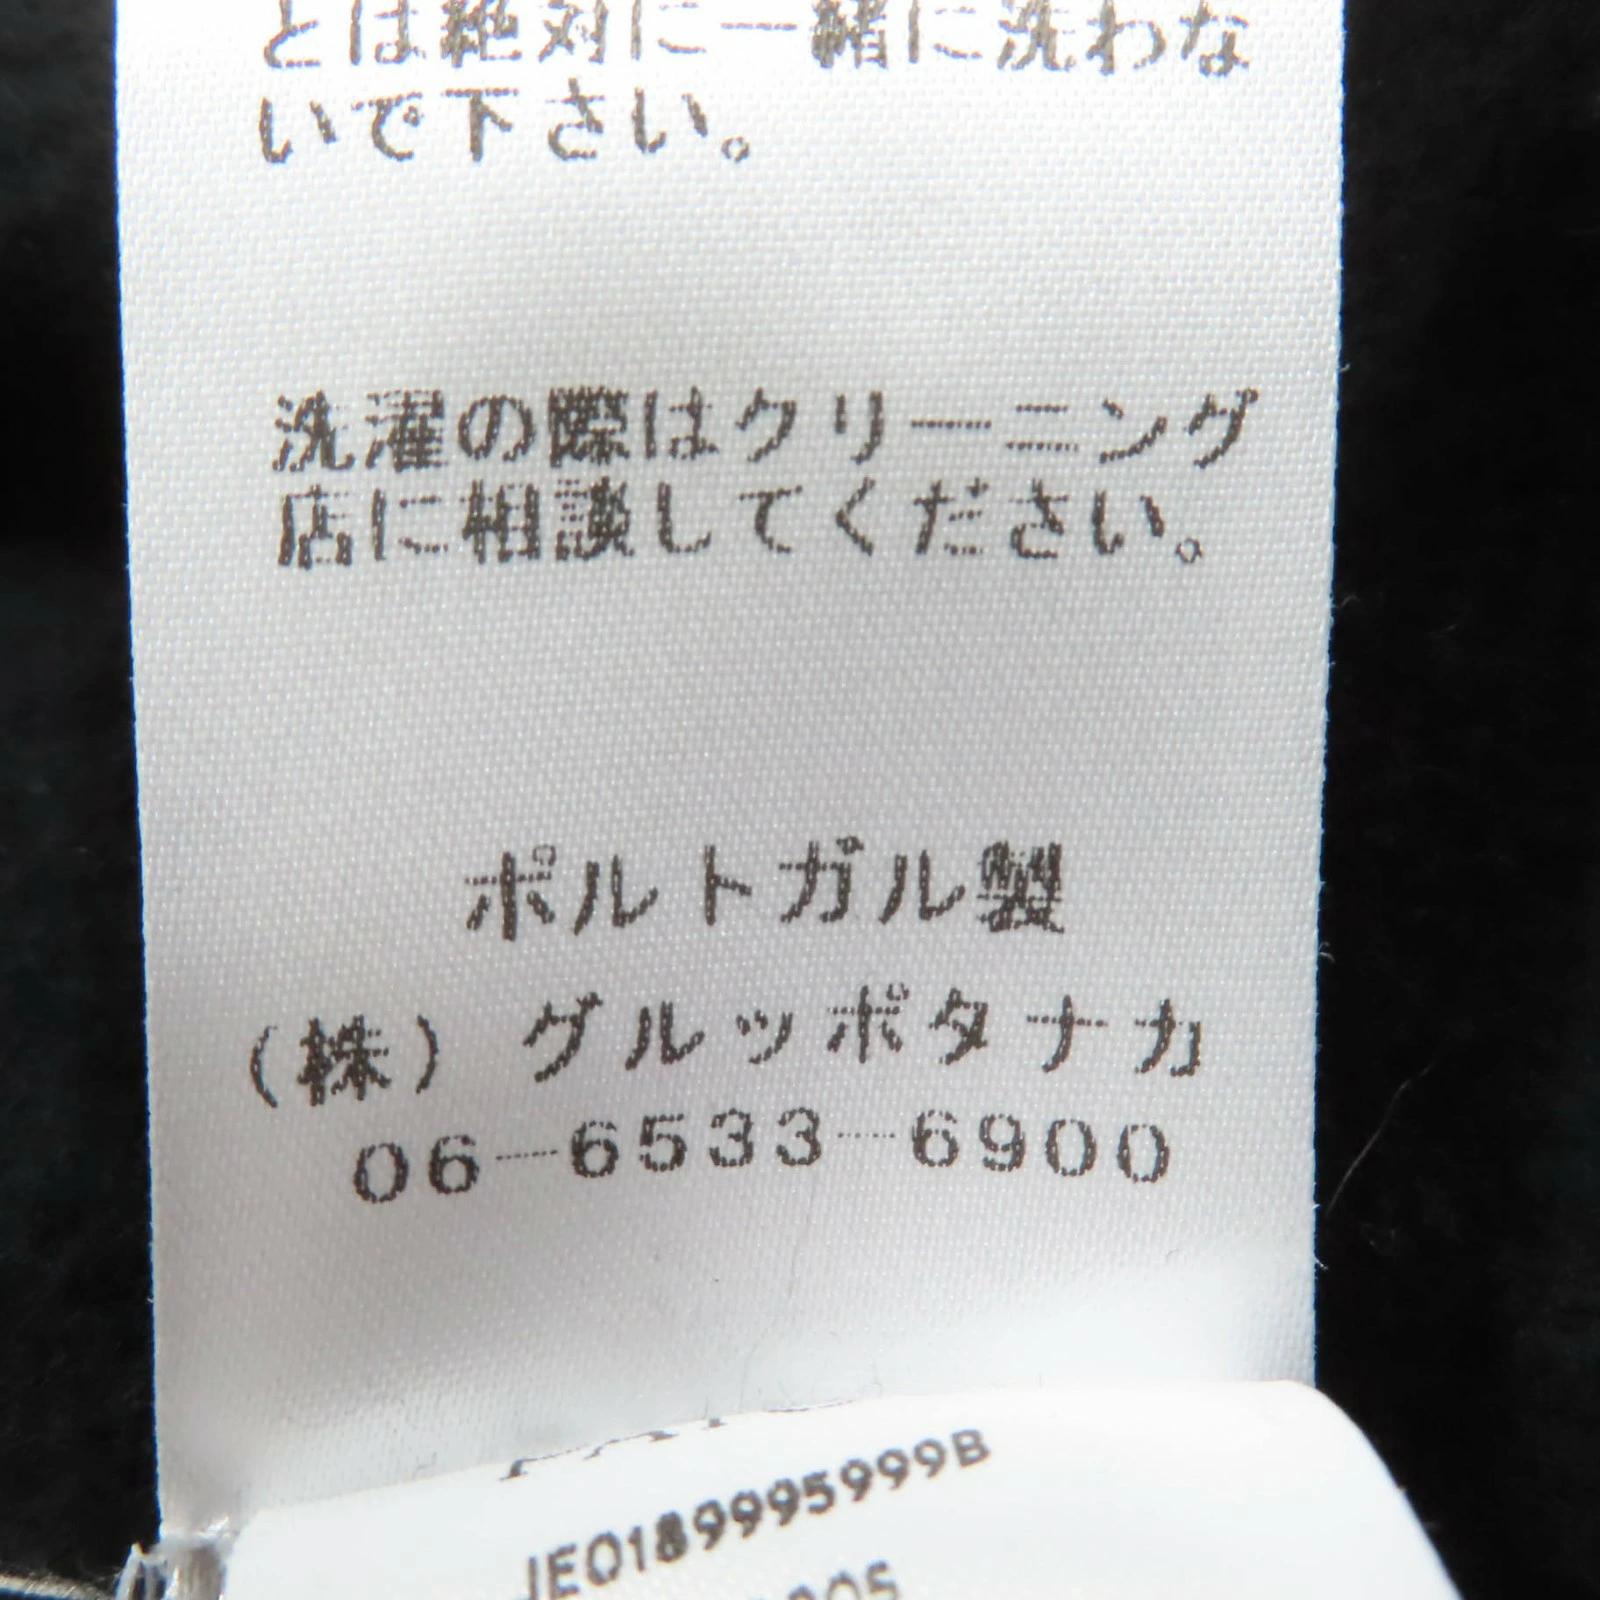 とは絶対に一緒に洗わな
いで下さい。
洗濯の際はクリーニング
店に相談してください。
ポルトガル製
(株) グルッポタナカ
06-6533-6900
JE0189995999B